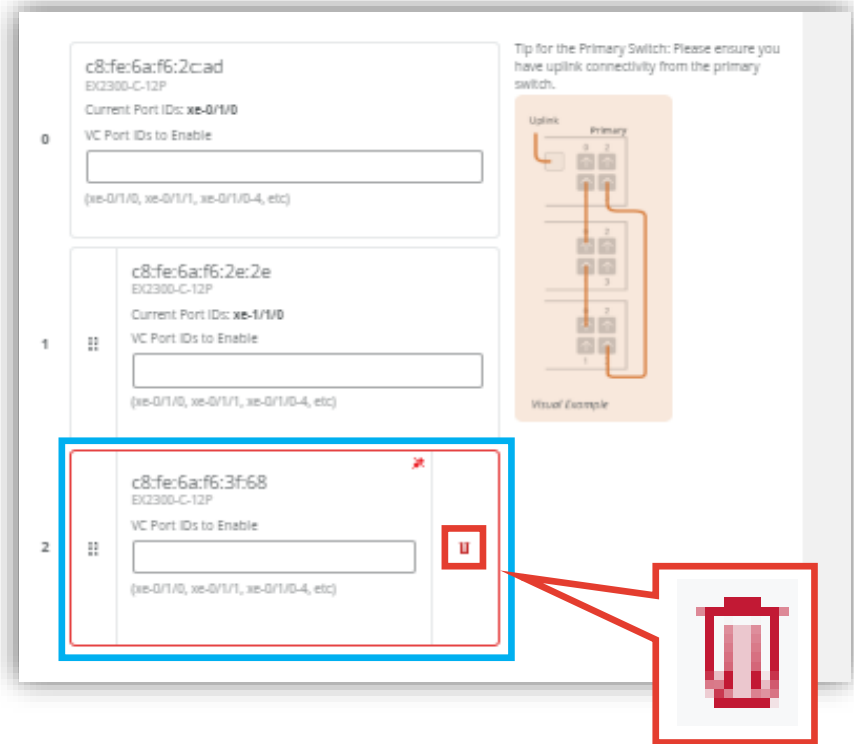 0
c8:fe:6a:f6:2c:ad
EX2300-C-12P
Current Port IDs: xe-0/1/0
VC Port IDs to Enable
(xe-0/1/0, xe-0/1/1, xe-0/1/0-4, etc)
1
c8:fe:6a:f6:2e:2e
EX2300-C-12P
Current Port IDs: xe-1/1/0
VC Port IDs to Enable
(xe-0/1/0, xe-0/1/1, xe-0/1/0-4, etc)
2
c8:fe:6a:f6:3f:68
EX2300-C-12P
VC Port IDs to Enable
(xe-0/1/0, xe-0/1/1, xe-0/1/0-4, etc)
Tip for the Primary Switch: Please ensure you
have uplink connectivity from the primary
switch.
Uplink
Primary
0 2
2
3
2
1
Visual Example